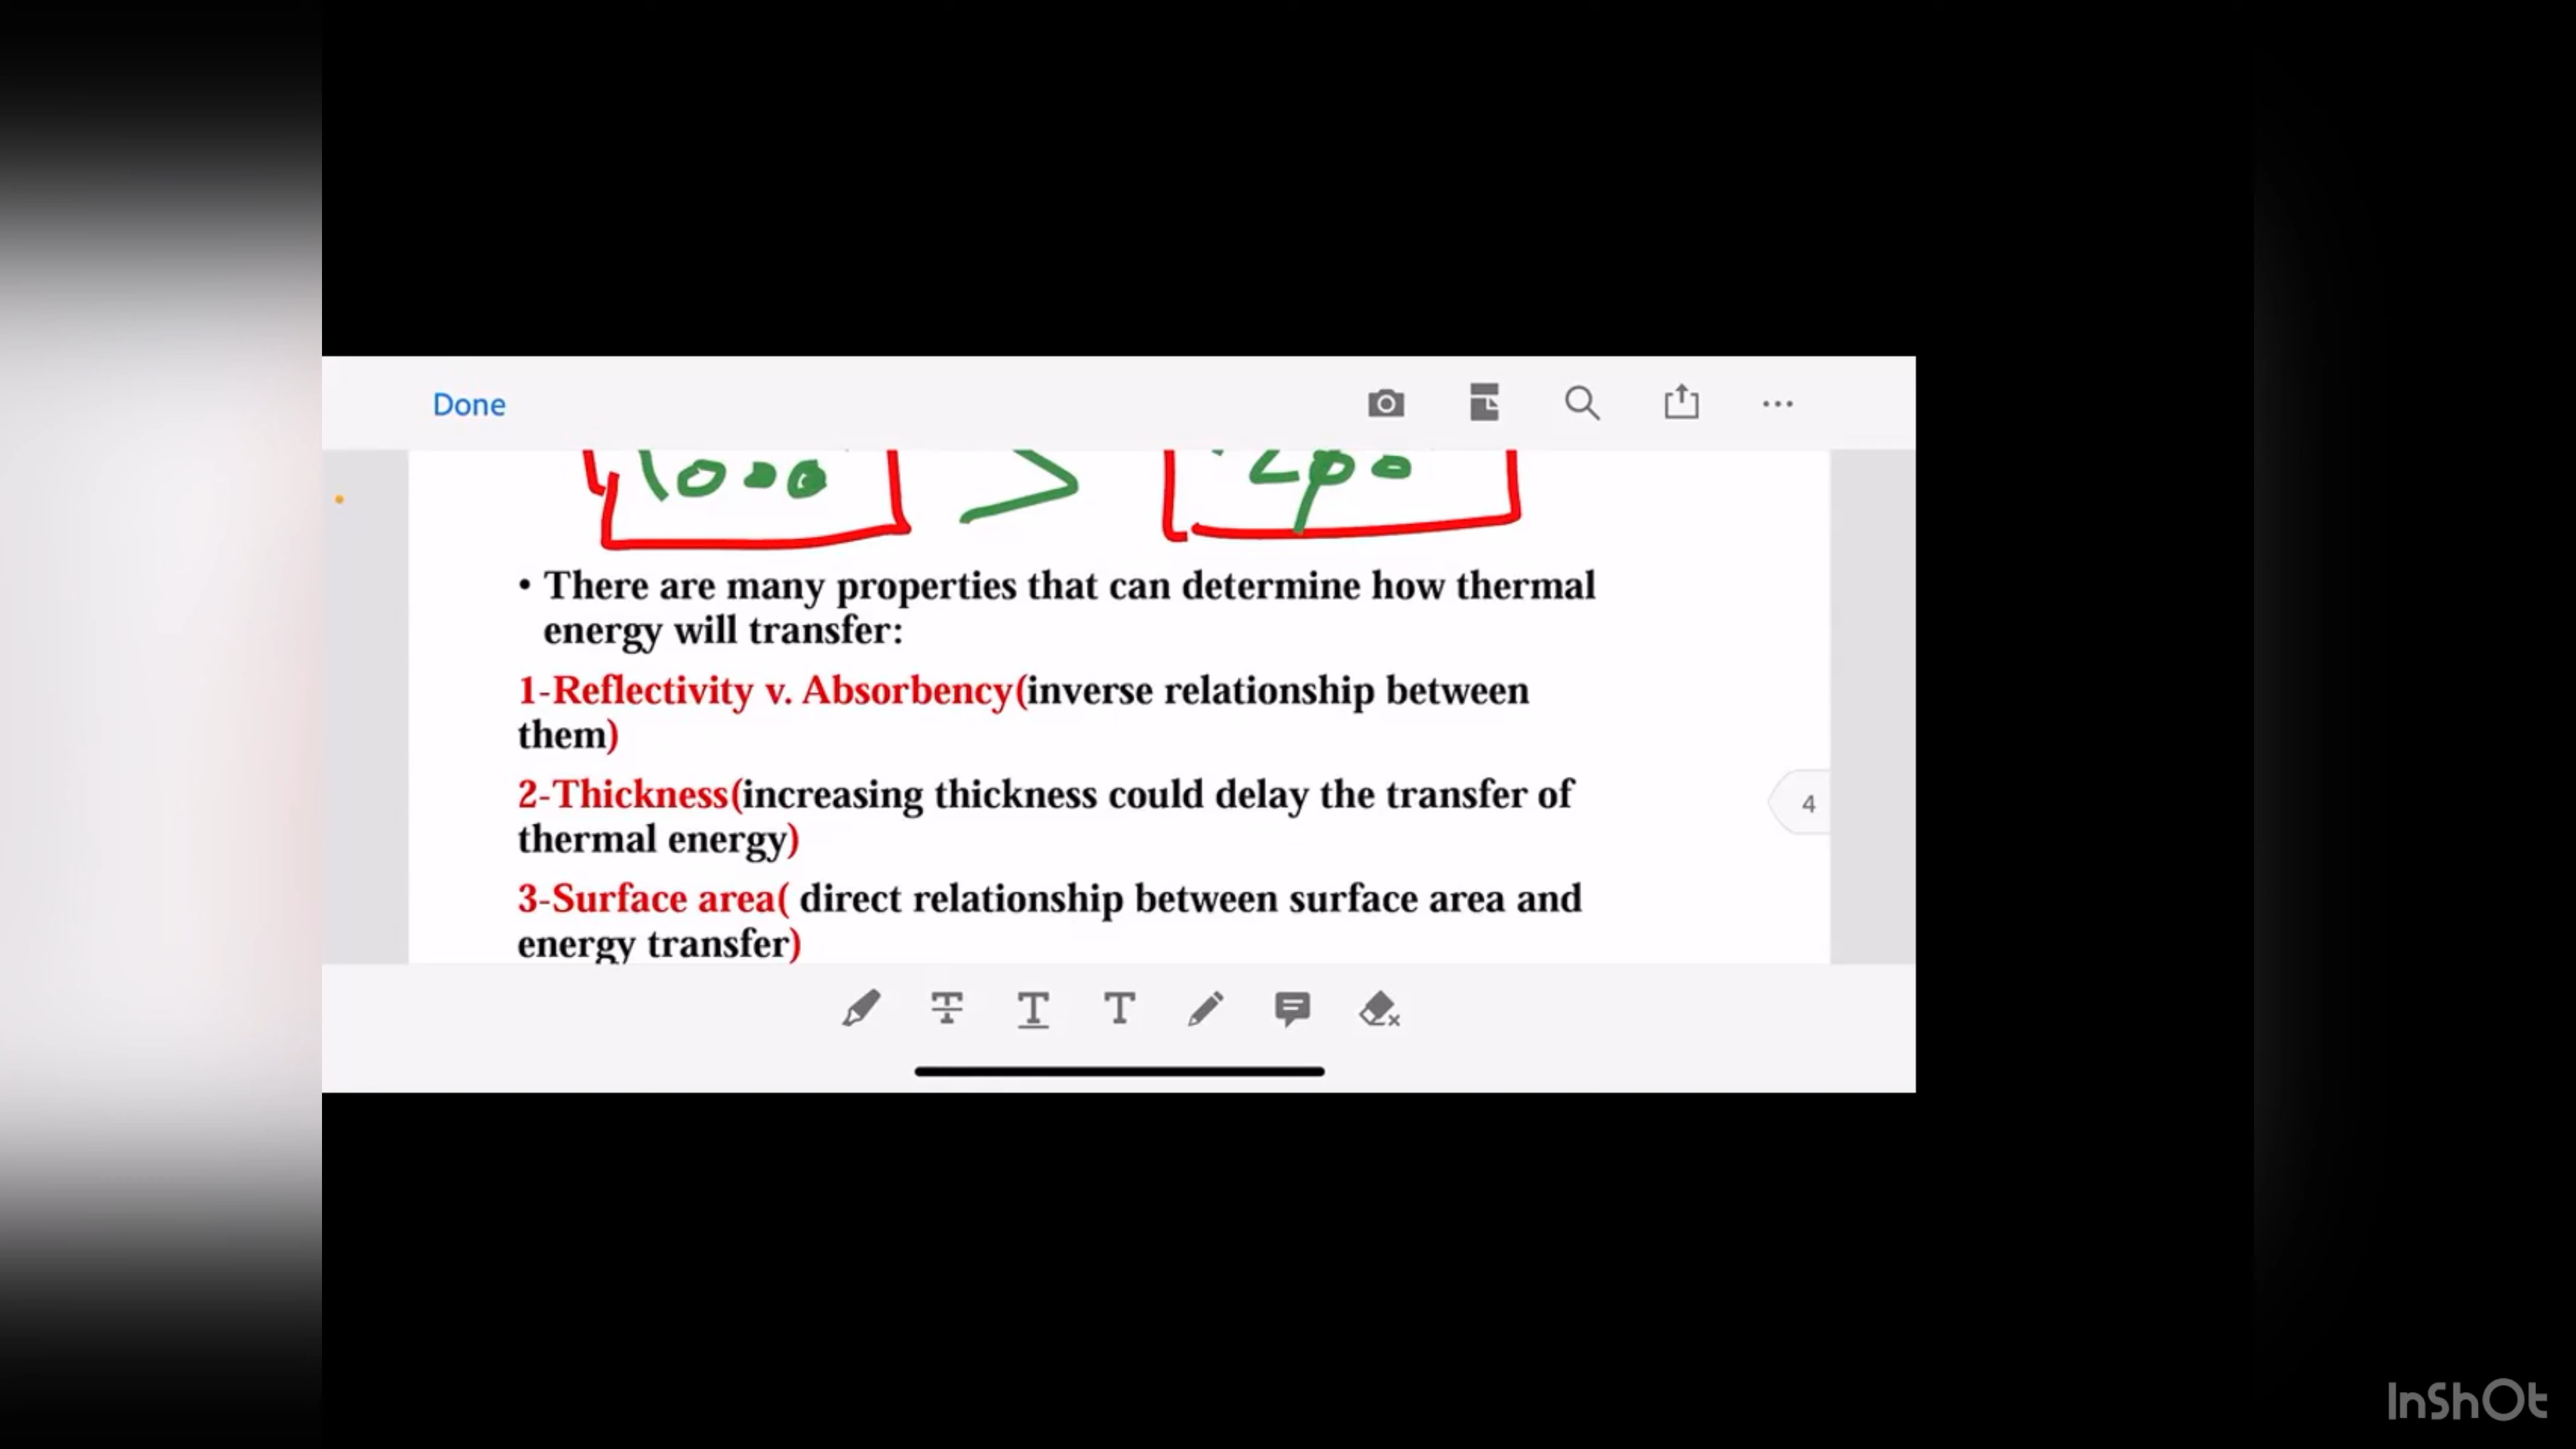 Done
1000 > 200
• There are many properties that can determine how thermal
energy will transfer:
1-Reflectivity v. Absorbency(inverse relationship between
them)
2-Thickness(increasing thickness could delay the transfer of
thermal energy)
4
3-Surface area( direct relationship between surface area and
energy transfer)
T T T
InShOt